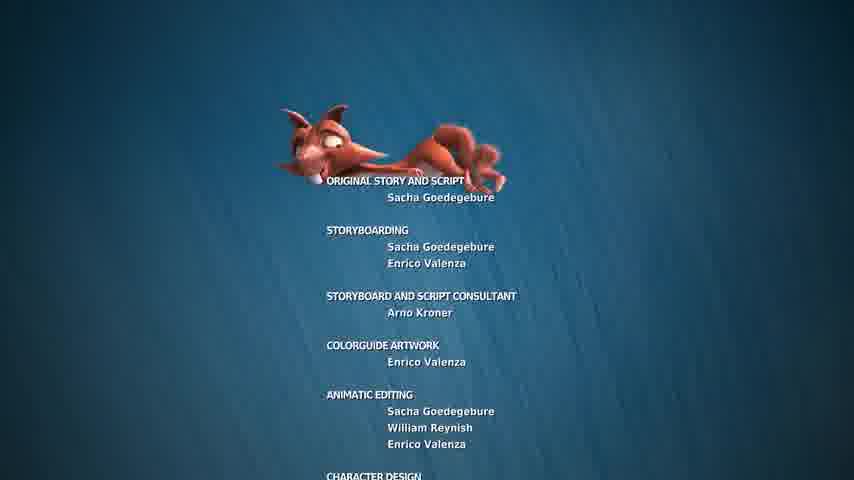 ORIGINAL STORY AND SCRIPT
Sacha Goedegebure
STORYBOARDING
Sacha Goedegebure
Enrico Valenza
STORYBOARD AND SCRIPT CONSULTANT
Arno Kroner
COLORGUIDE ARTWORK
Enrico Valenza
ANIMATIC EDITING
Sacha Goedegebure
William Reynish
Enrico Valenza
CHARACTER DESIGN